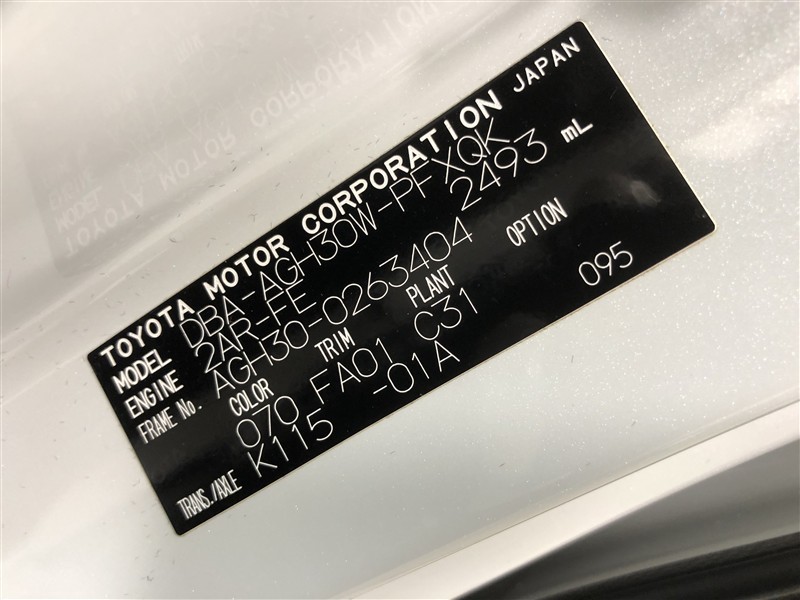 TOYOTA MOTOR CORPORATION JAPAN
MODEL DBA-AGH30W-PFXQK
ENGINE 2AR-FE 2493 mL
FRAME No. AGH30-0263404
COLOR TRIM PLANT OPTION
070 FA01 C31 095
TRANS./AXLE K115 -01A